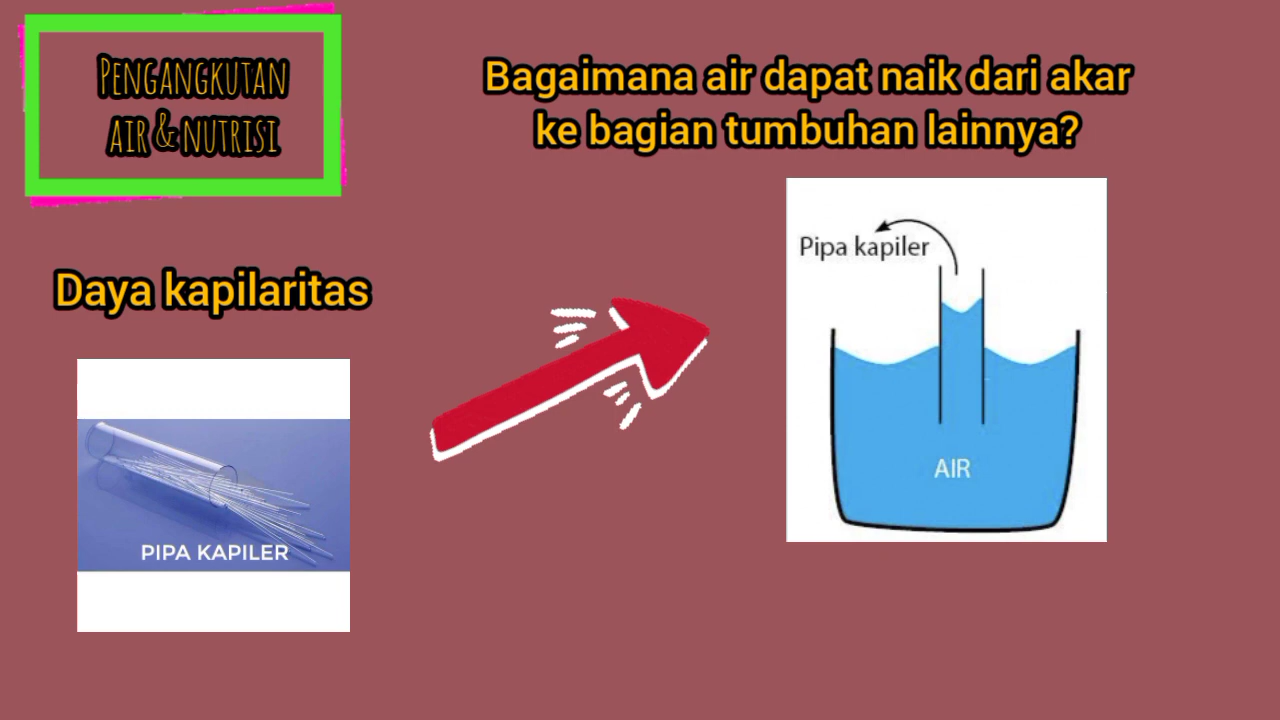 PENGANGKUTAN
AIR & NUTRISI
Bagaimana air dapat naik dari akar
ke bagian tumbuhan lainnya?
Daya kapilaritas
PIPA KAPILER
Pipa kapiler
AIR